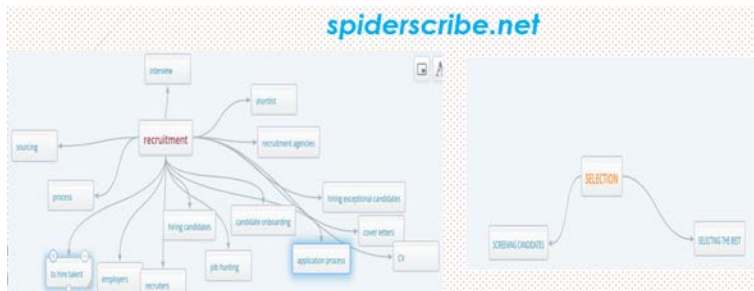 spiderscribe.net
interview
shortlist
recruitment
recruitment agencies
sourcing
process
hiring exceptional candidates
hiring candidates
candidate onboarding
cover letters
to hire talent
employers
recruiters
job hunting
application process
CV
SELECTION
SCREENING CANDIDATES
SELECTING THE BEST